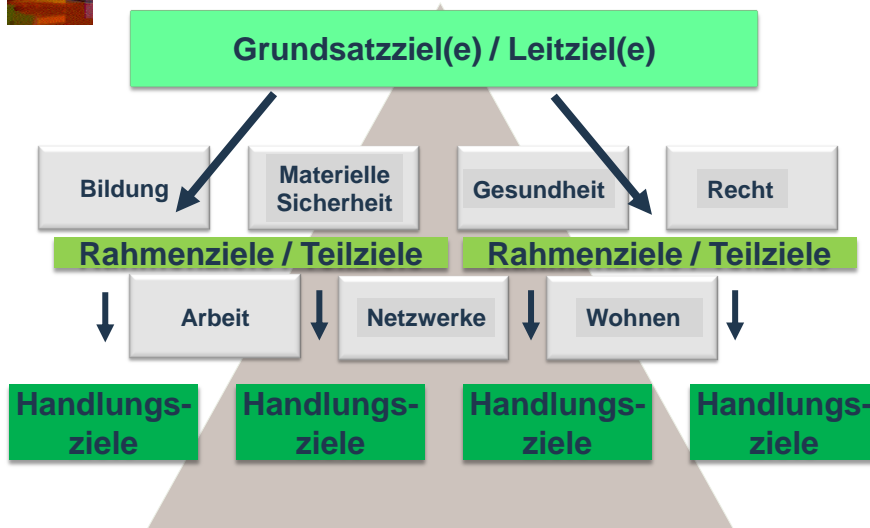 Grundsatzziel(e) / Leitziel(e)
Bildung
Materielle
Sicherheit
Gesundheit
Recht
Rahmenziele / Teilziele
Rahmenziele / Teilziele
Arbeit
Netzwerke
Wohnen
Handlungs-
ziele
Handlungs-
ziele
Handlungs-
ziele
Handlungs-
ziele